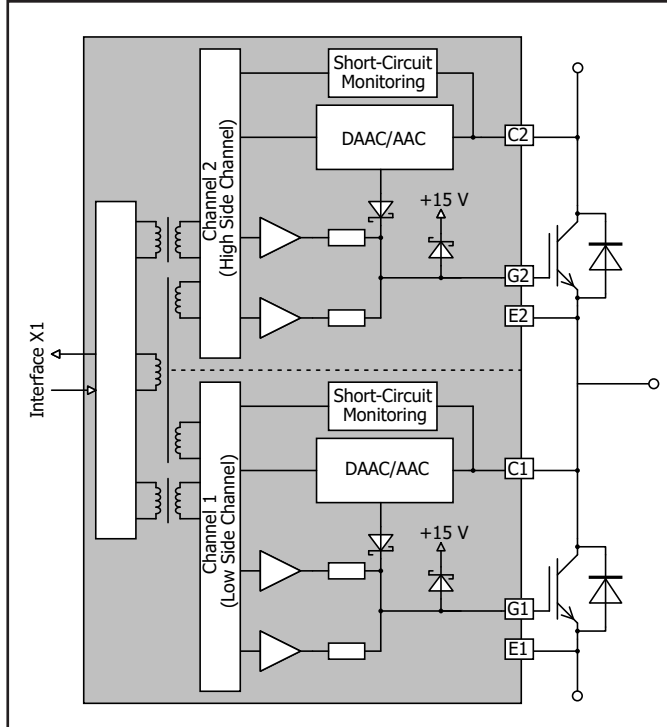 Short-Circuit
Monitoring
DAAC/AAC
C2
Channel 2
(High Side Channel)
+15 V
G2
E2
Interface X1
Short-Circuit
Monitoring
DAAC/AAC
C1
Channel 1
(Low Side Channel)
+15 V
G1
E1